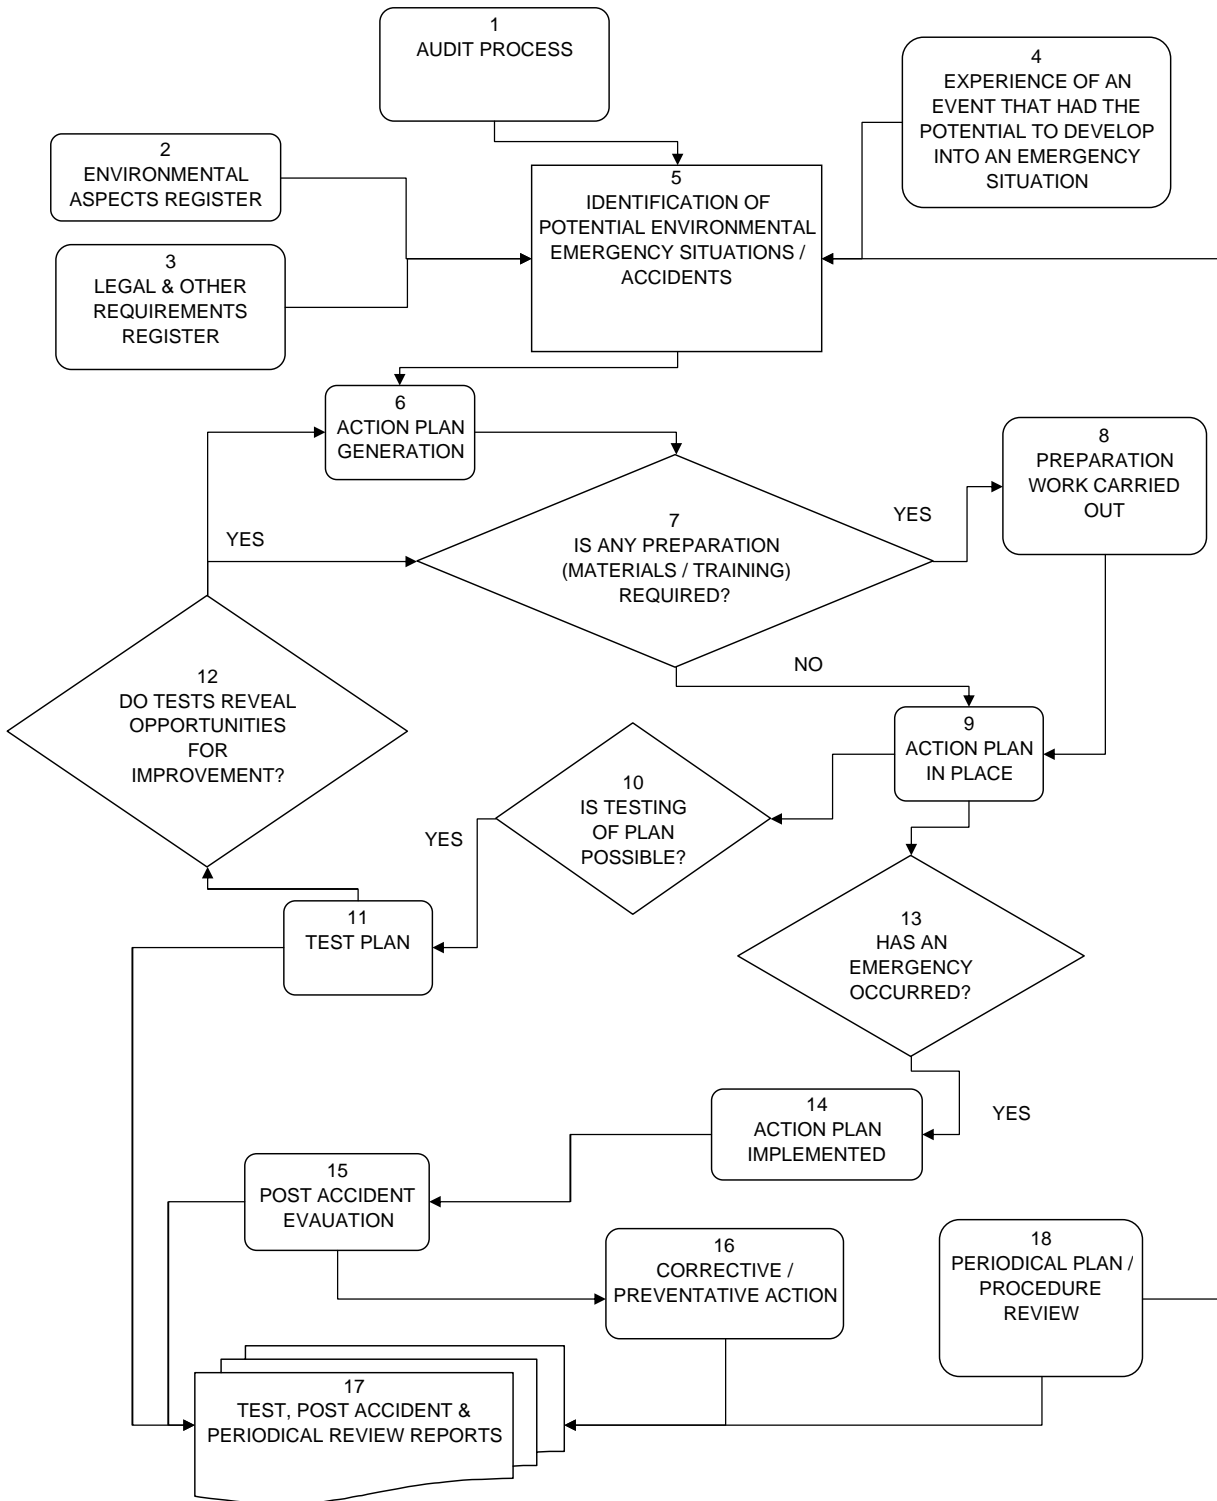 1
AUDIT PROCESS
4
EXPERIENCE OF AN
EVENT THAT HAD THE
POTENTIAL TO DEVELOP
INTO AN EMERGENCY
SITUATION
2
ENVIRONMENTAL
ASPECTS REGISTER
3
LEGAL & OTHER
REQUIREMENTS
REGISTER
5
IDENTIFICATION OF
POTENTIAL ENVIRONMENTAL
EMERGENCY SITUATIONS /
ACCIDENTS
6
ACTION PLAN
GENERATION
7
IS ANY PREPARATION
(MATERIALS / TRAINING)
REQUIRED?
YES
8
PREPARATION
WORK CARRIED
OUT
YES
NO
12
DO TESTS REVEAL
OPPORTUNITIES
FOR
IMPROVEMENT?
9
ACTION PLAN
IN PLACE
10
IS TESTING
OF PLAN
POSSIBLE?
YES
11
TEST PLAN
13
HAS AN
EMERGENCY
OCCURRED?
YES
14
ACTION PLAN
IMPLEMENTED
15
POST ACCIDENT
EVAUATION
16
CORRECTIVE /
PREVENTATIVE ACTION
18
PERIODICAL PLAN /
PROCEDURE
REVIEW
17
TEST, POST ACCIDENT &
PERIODICAL REVIEW REPORTS